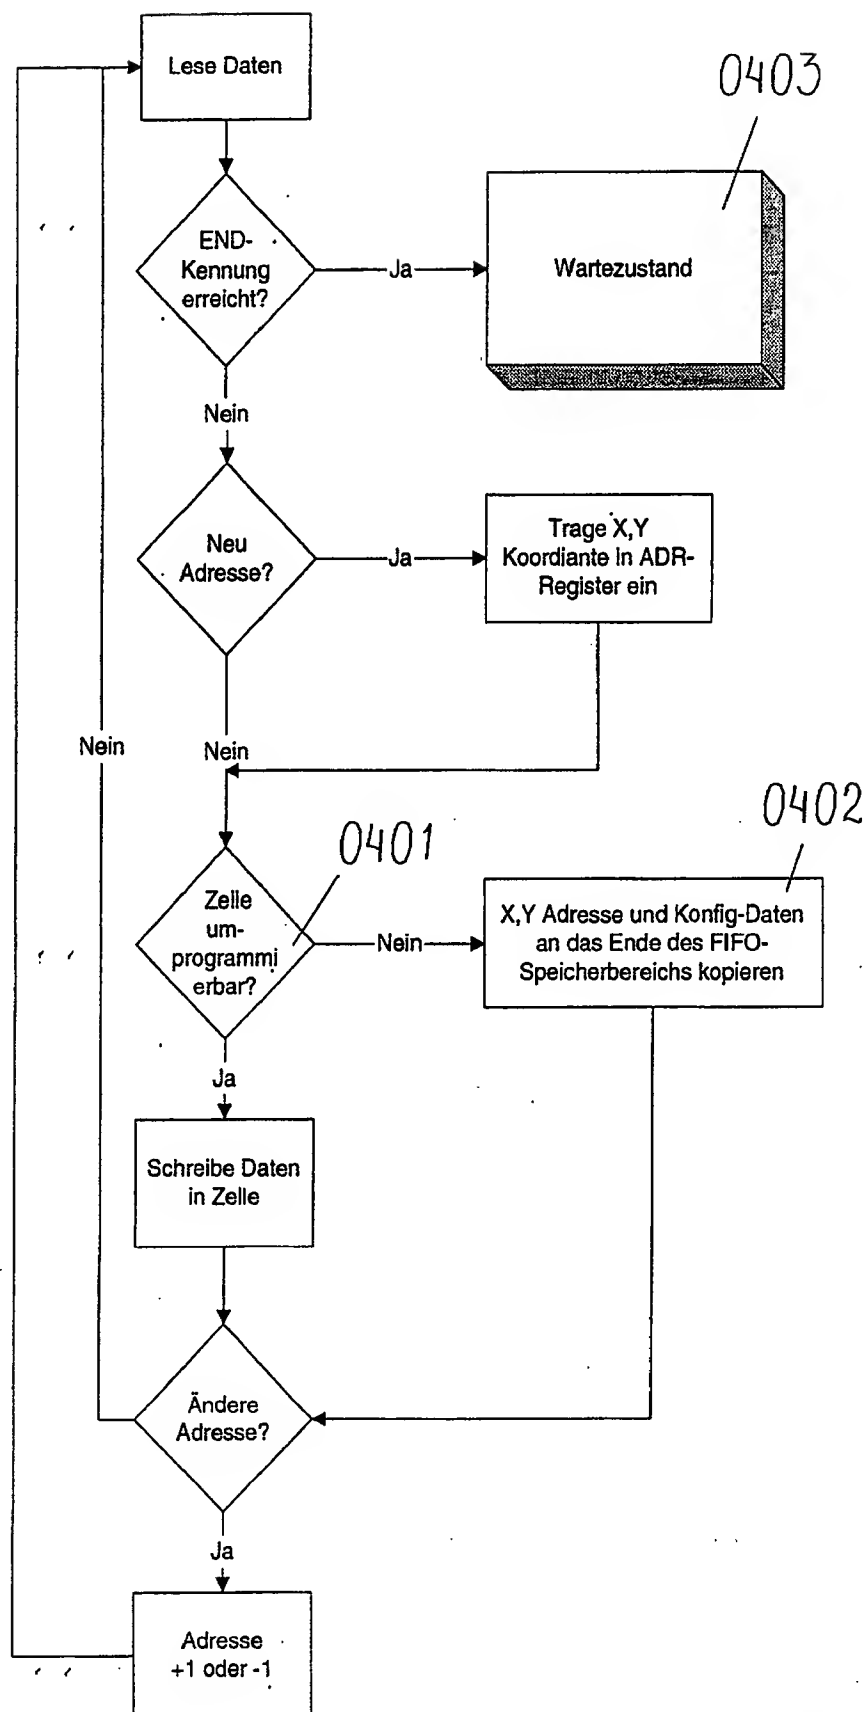 Lese Daten
0403
END-
Kennung
erreicht?
Ja
Wartezustand
Nein
Neu
Adresse?
Ja
Trage X,Y
Koordiante in ADR-
Register ein
Nein
Nein
0402
0401
Zelle
um-
programmi
erbar?
Nein
X,Y Adresse und Konfig-Daten
an das Ende des FIFO-
Speicherbereichs kopieren
Ja
Schreibe Daten
in Zelle
Ändere
Adresse?
Ja
Adresse
+1 oder -1